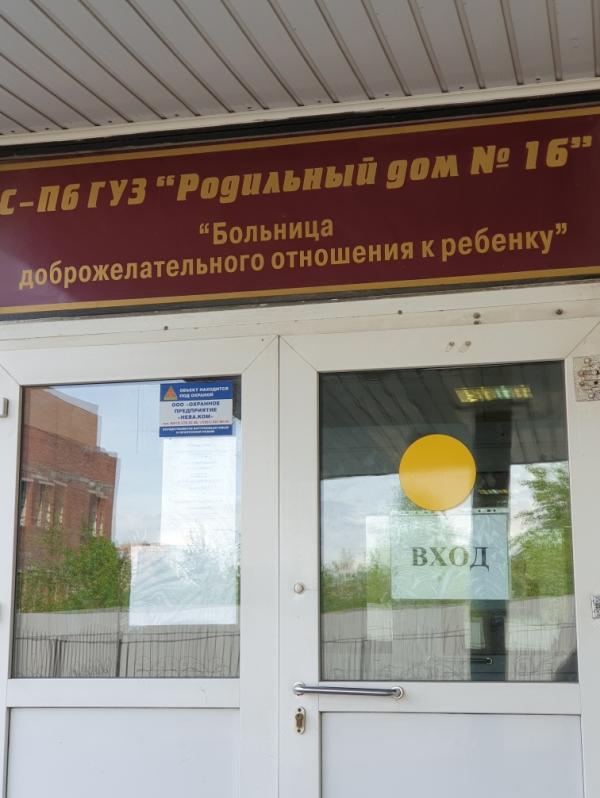 С-Пб ГУЗ “Родильный дом № 16”
“Больница
доброжелательного отношения к ребенку”
ОБЪЕКТ НАХОДИТСЯ
ПОД ОХРАНОЙ
ООО «ОХРАННОЕ
ПРЕДПРИЯТИЕ
«НЕВА.КОМ»
ВХОД